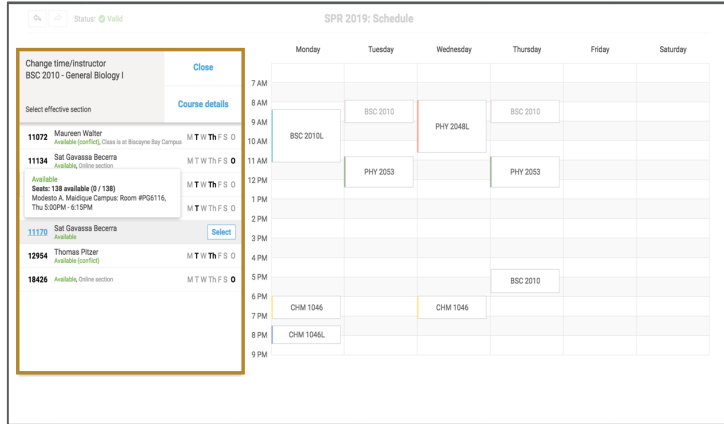 Status: Valid
SPR 2019: Schedule
Change time/instructor
BSC 2010 - General Biology I
Close
Select effective section
Course details
11072 Maureen Walter M T W Th F S O
Available (conflict), Class is at Biscayne Bay Campus
11134 Sat Gavassa Becerra M T W Th F S O
Available, Online section
Available
Seats: 138 available (0 / 138)
Modesto A. Maidique Campus: Room #PG6116,
Thu 5:00PM - 6:15PM
M T W Th F S O
M T W Th F S O
11170 Sat Gavassa Becerra Select
Available
12954 Thomas Pitzer M T W Th F S O
Available (conflict)
18426 Available, Online section M T W Th F S O
Monday Tuesday Wednesday Thursday Friday Saturday
7 AM
8 AM
BSC 2010 BSC 2010
9 AM
PHY 2048L
BSC 2010L
10 AM
11 AM
PHY 2053 PHY 2053
12 PM
1 PM
2 PM
3 PM
4 PM
5 PM
BSC 2010
6 PM
CHM 1046 CHM 1046
7 PM
8 PM CHM 1046L
9 PM